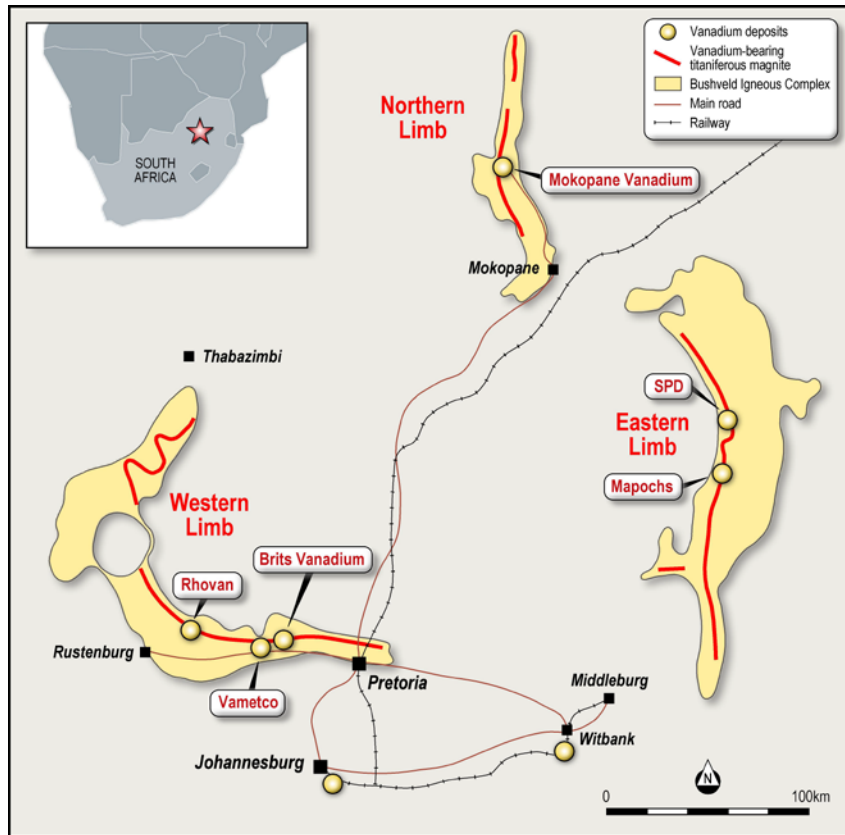 SOUTH
AFRICA
Vanadium deposits
Vanadium-bearing
titaniferous magnite
Bushveld Igneous Complex
Main road
Railway
Northern
Limb
Mokopane Vanadium
Mokopane
Thabazimbi
SPD
Eastern
Limb
Mapochs
Western
Limb
Brits Vanadium
Rhovan
Rustenburg
Vametco
Pretoria
Middleburg
Witbank
Johannesburg
N
0
100km